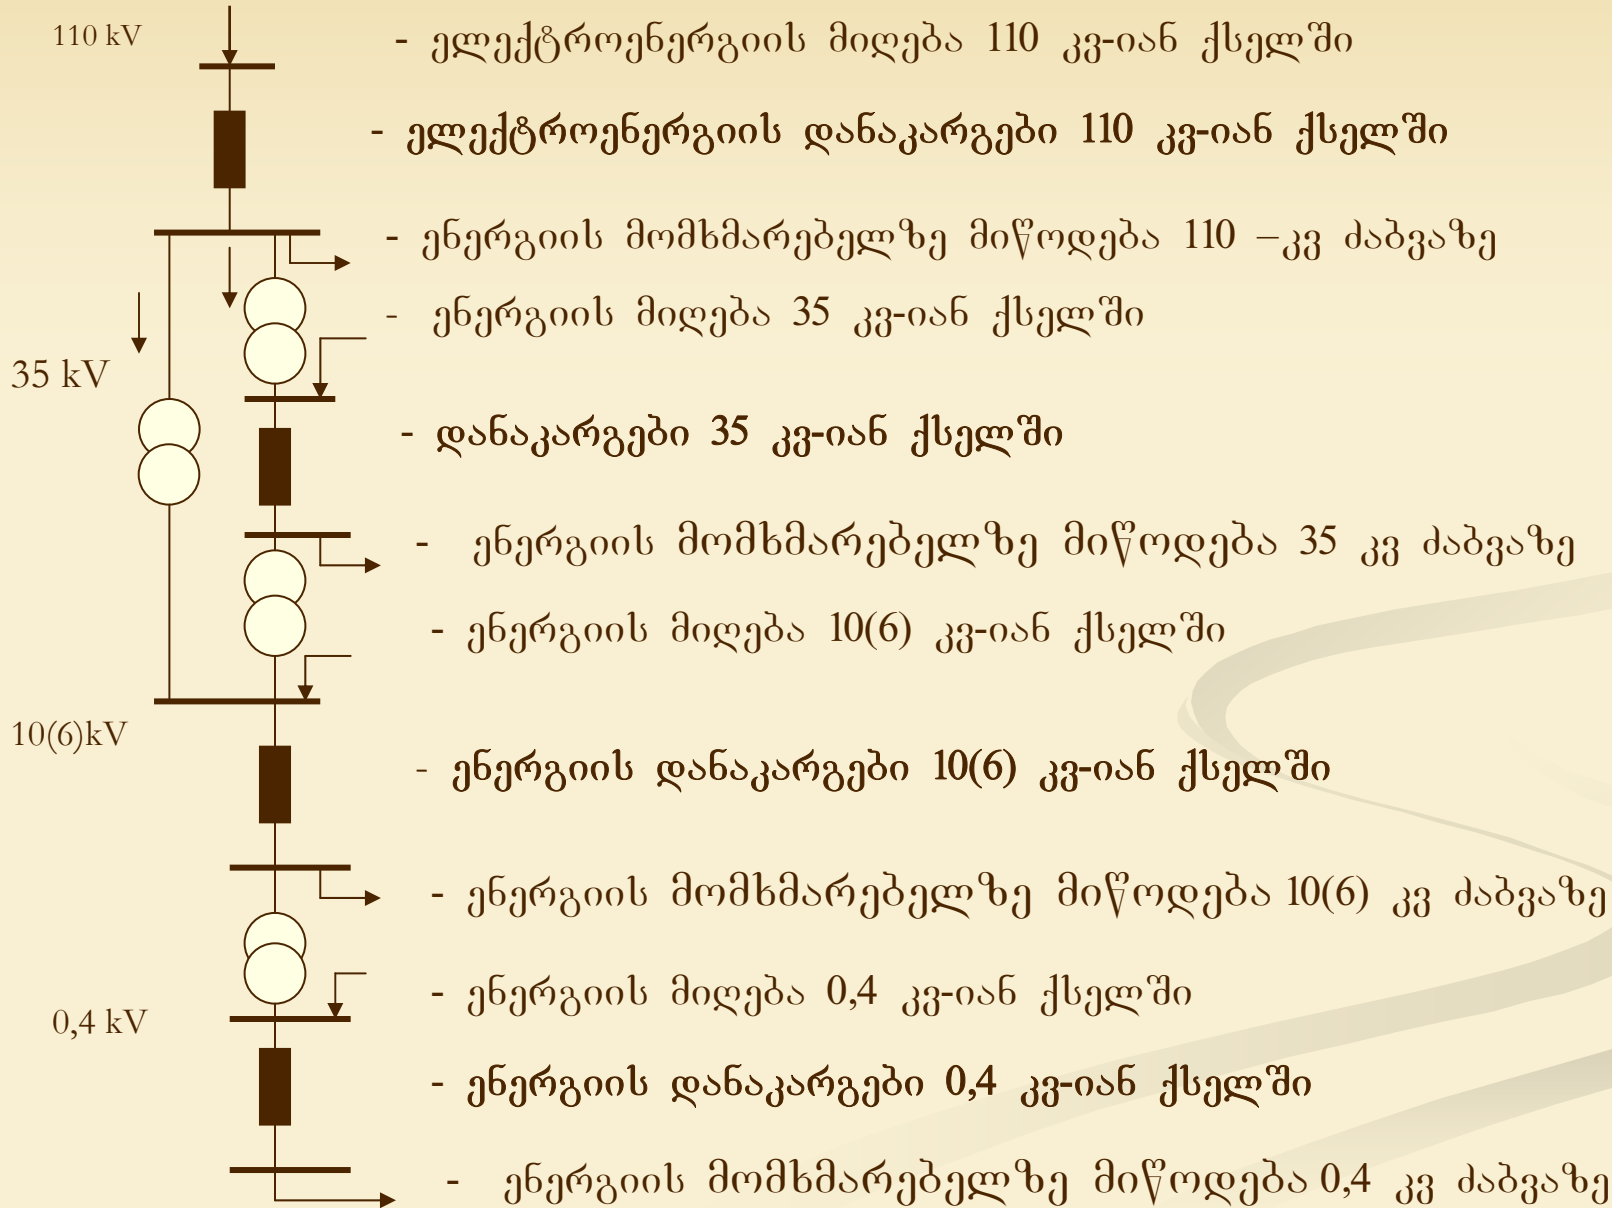 110 kV
- ელექტროენერგიის მიღება 110 კვ-იან ქსელში
- ელექტროენერგიის დანაკარგები 110 კვ-იან ქსელში
- ენერგიის მომხმარებელზე მიწოდება 110 –კვ ძაბვაზე
- ენერგიის მიღება 35 კვ-იან ქსელში
35 kV
- დანაკარგები 35 კვ-იან ქსელში
- ენერგიის მომხმარებელზე მიწოდება 35 კვ ძაბვაზე
- ენერგიის მიღება 10(6) კვ-იან ქსელში
10(6)kV
- ენერგიის დანაკარგები 10(6) კვ-იან ქსელში
- ენერგიის მომხმარებელზე მიწოდება 10(6) კვ ძაბვაზე
- ენერგიის მიღება 0,4 კვ-იან ქსელში
0,4 kV
- ენერგიის დანაკარგები 0,4 კვ-იან ქსელში
- ენერგიის მომხმარებელზე მიწოდება 0,4 კვ ძაბვაზე